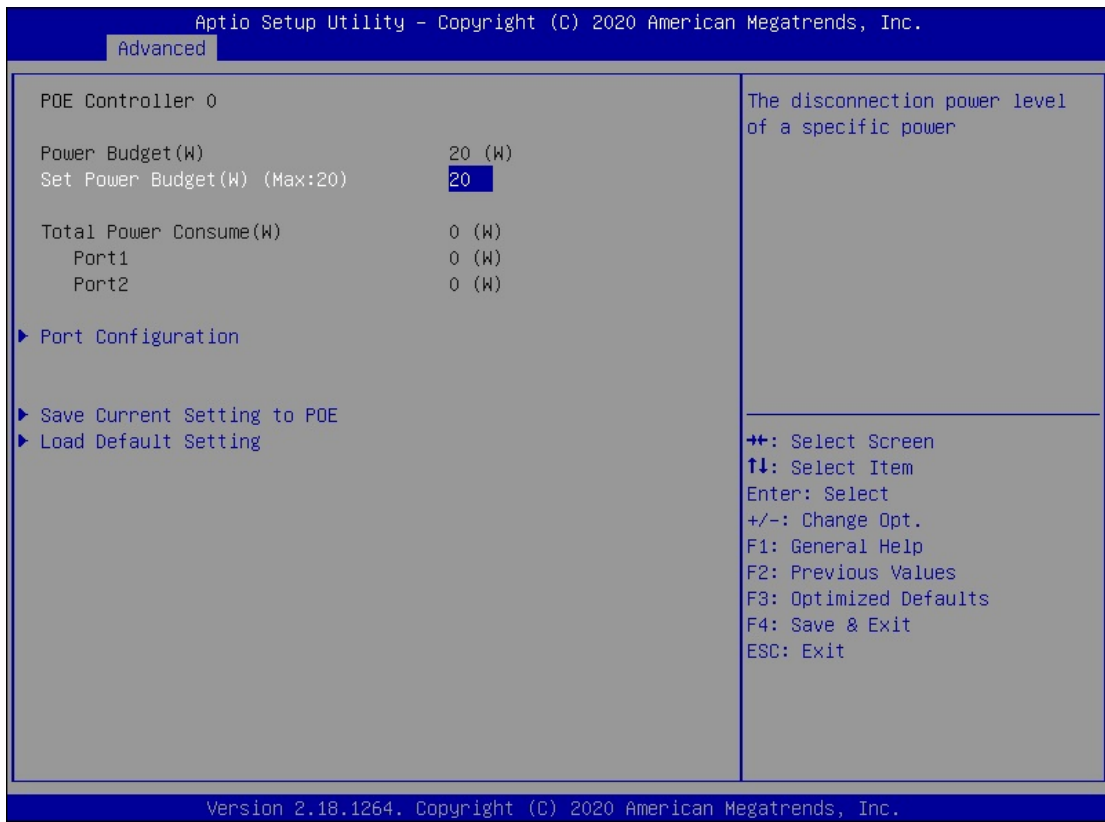 Aptio Setup Utility – Copyright (C) 2020 American Megatrends, Inc.
Advanced
POE Controller 0
Power Budget(W) 20 (W)
Set Power Budget(W) (Max:20) 20
Total Power Consume(W) 0 (W)
Port1 0 (W)
Port2 0 (W)
▶ Port Configuration
▶ Save Current Setting to POE
▶ Load Default Setting
The disconnection power level
of a specific power
→←: Select Screen
↑↓: Select Item
Enter: Select
+/-: Change Opt.
F1: General Help
F2: Previous Values
F3: Optimized Defaults
F4: Save & Exit
ESC: Exit
Version 2.18.1264. Copyright (C) 2020 American Megatrends, Inc.